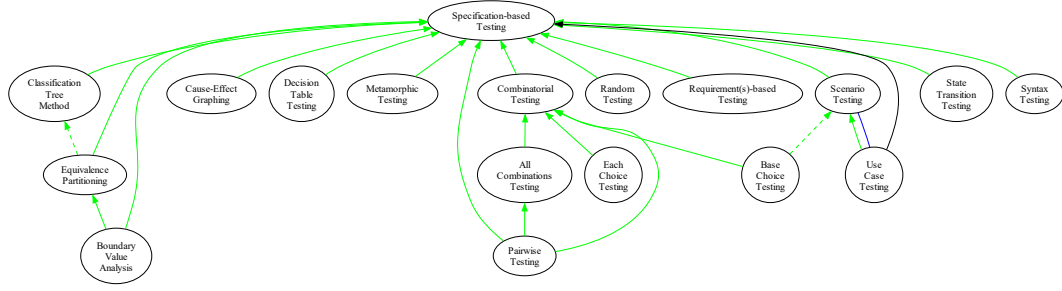 Specification-based
Testing
Classification
Tree
Method
Cause-Effect
Graphing
Decision
Table
Testing
Metamorphic
Testing
Combinatorial
Testing
Random
Testing
Requirement(s)-based
Testing
Scenario
Testing
State
Transition
Testing
Syntax
Testing
Equivalence
Partitioning
All
Combinations
Testing
Each
Choice
Testing
Base
Choice
Testing
Use
Case
Testing
Boundary
Value
Analysis
Pairwise
Testing